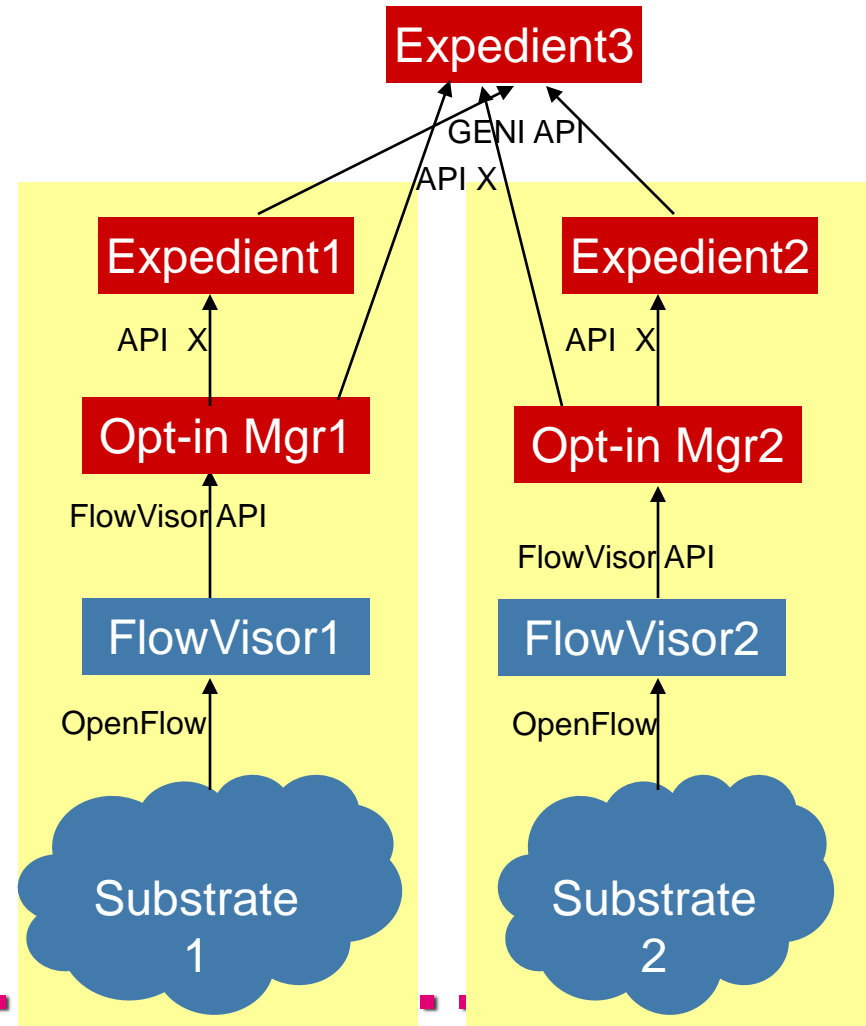 Expedient3
GENI API
API X
Expedient1
Expedient2
API X
API X
Opt-in Mgr1
Opt-in Mgr2
FlowVisor API
FlowVisor API
FlowVisor1
FlowVisor2
OpenFlow
OpenFlow
Substrate
1
Substrate
2